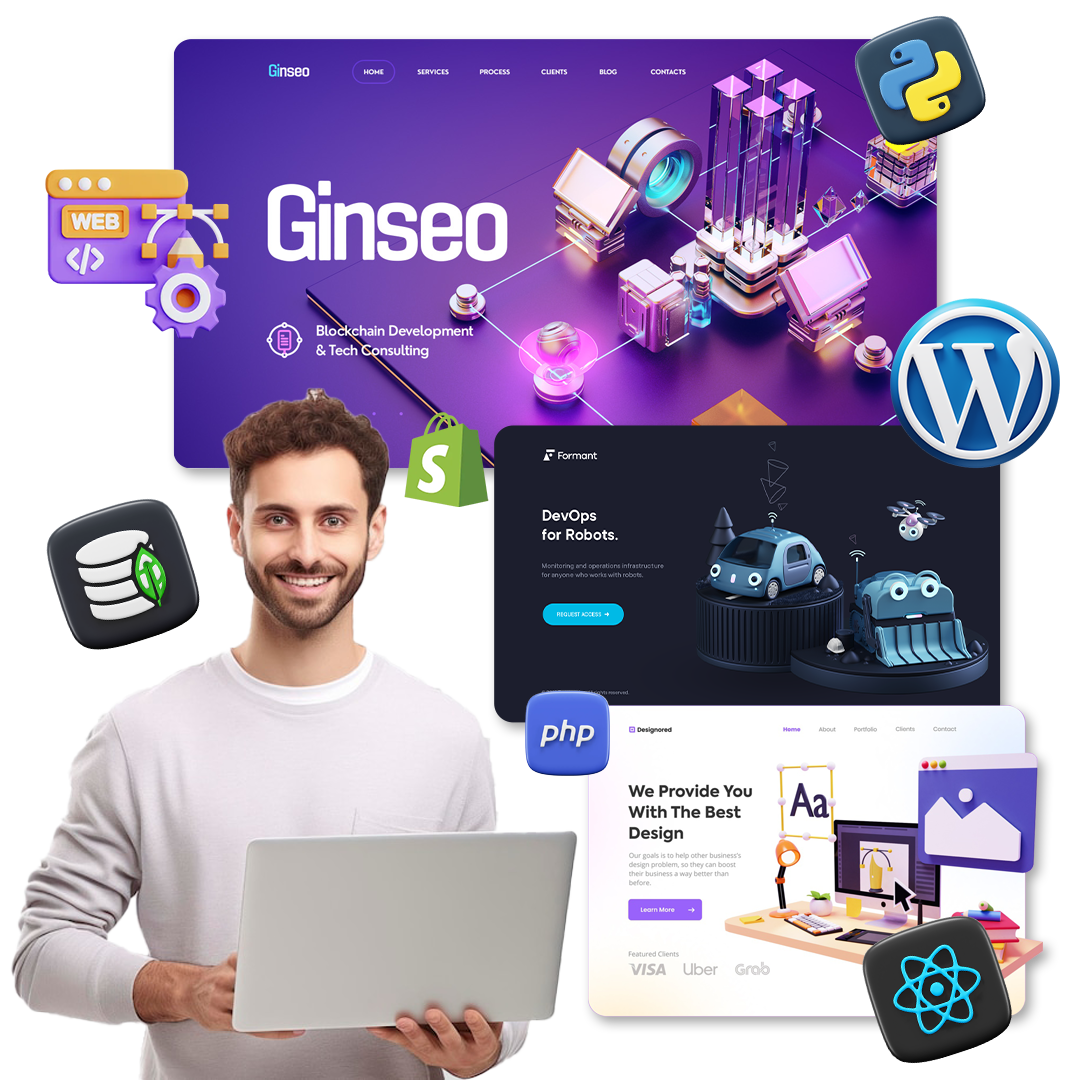 Ginseo
HOME
SERVICES
PROCESS
CLIENTS
BLOG
CONTACTS
WEB
</>
Ginseo
Blockchain Development
& Tech Consulting
W
S
Formant
DevOps
for Robots.
Monitoring and operations infrastructure
for anyone who works with robots.
REQUEST ACCESS →
rights reserved.
php
Designored
Home
About
Portfolio
Clients
Contact
We Provide You
With The Best
Design
Aa
Our goals is to help other business's
design problem, so they can boost
their business a way better than
before.
Learn More →
Featured Clients
VISA
Uber
Grab